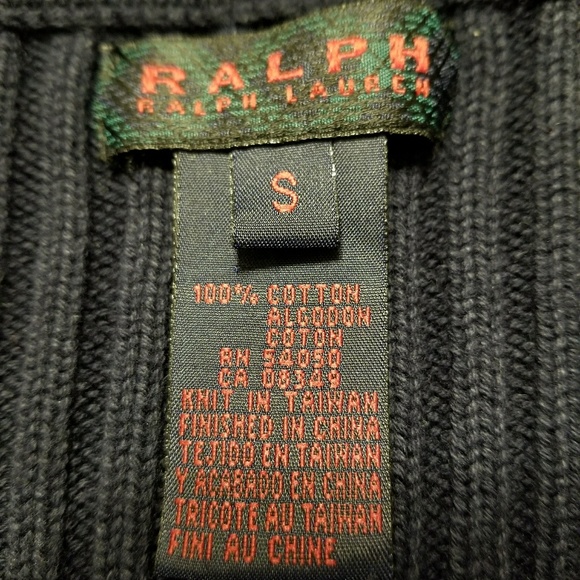 RALPH
RALPH LAUREN
S
100% COTTON
ALGODON
COTON
RN 54050
CA 08349
KNIT IN TAIWAN
FINISHED IN CHINA
TEJIDO EN TAIWAN
Y ACABADO EN CHINA
TRICOTE AU TAIWAN
FINI AU CHINE